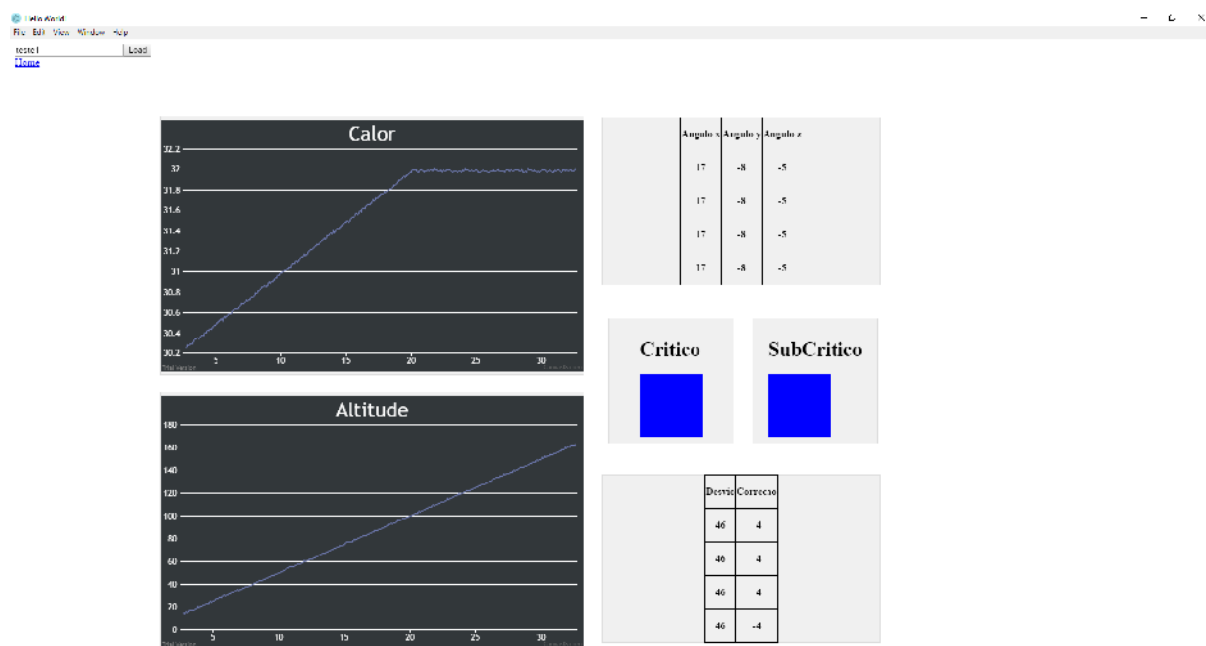 Hello World!
File Edit View Window Help
teste1 Load
Home
Calor
32.2
32
31.8
31.6
31.4
31.2
31
30.8
30.6
30.4
30.2
5 10 15 20 25 30
Trial Version
Altitude
180
160
140
120
100
80
60
40
20
0
5 10 15 20 25 30
Trial Version
Angulo x Angulo y Angulo z
17 -8 -5
17 -8 -5
17 -8 -5
17 -8 -5
Critico SubCritico
Desvio Correcao
46 4
46 4
46 4
46 -4